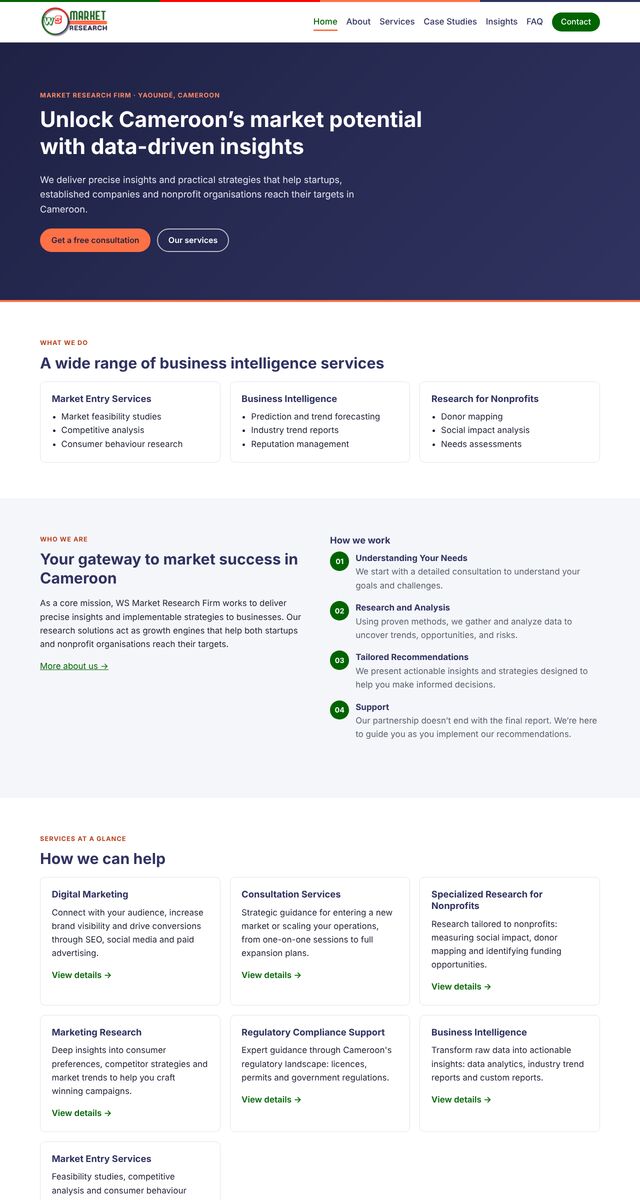 WS MARKET
RESEARCH
Home About Services Case Studies Insights FAQ Contact
MARKET RESEARCH FIRM · YAOUNDÉ, CAMEROON
Unlock Cameroon’s market potential
with data-driven insights
We deliver precise insights and practical strategies that help startups,
established companies and nonprofit organisations reach their targets in
Cameroon.
Get a free consultation Our services
WHAT WE DO
A wide range of business intelligence services
Market Entry Services
• Market feasibility studies
• Competitive analysis
• Consumer behaviour research
Business Intelligence
• Prediction and trend forecasting
• Industry trend reports
• Reputation management
Research for Nonprofits
• Donor mapping
• Social impact analysis
• Needs assessments
WHO WE ARE
Your gateway to market success in
Cameroon
As a core mission, WS Market Research Firm works to deliver
precise insights and implementable strategies to businesses. Our
research solutions act as growth engines that help both startups
and nonprofit organisations reach their targets.
More about us →
How we work
01 Understanding Your Needs
We start with a detailed consultation to understand your
goals and challenges.
02 Research and Analysis
Using proven methods, we gather and analyze data to
uncover trends, opportunities, and risks.
03 Tailored Recommendations
We present actionable insights and strategies designed to
help you make informed decisions.
04 Support
Our partnership doesn’t end with the final report. We’re here
to guide you as you implement our recommendations.
SERVICES AT A GLANCE
How we can help
Digital Marketing
Connect with your audience, increase
brand visibility and drive conversions
through SEO, social media and paid
advertising.
View details →
Consultation Services
Strategic guidance for entering a new
market or scaling your operations,
from one-on-one sessions to full
expansion plans.
View details →
Specialized Research for
Nonprofits
Research tailored to nonprofits:
measuring social impact, donor
mapping and identifying funding
opportunities.
View details →
Marketing Research
Deep insights into consumer
preferences, competitor strategies and
market trends to help you craft
winning campaigns.
View details →
Regulatory Compliance Support
Expert guidance through Cameroon's
regulatory landscape: licences,
permits and government regulations.
View details →
Business Intelligence
Transform raw data into actionable
insights: data analytics, industry trend
reports and custom reports.
View details →
Market Entry Services
Feasibility studies, competitive
analysis and consumer behaviour